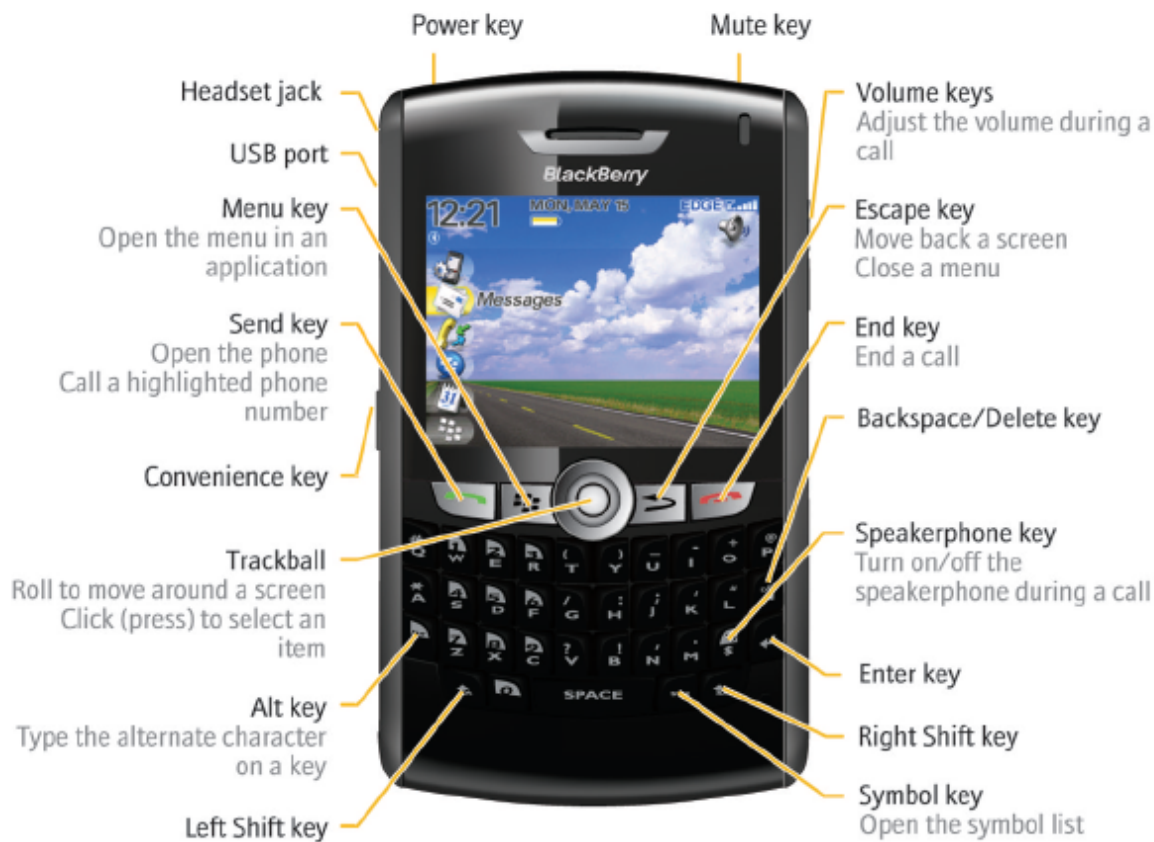 Power key
Mute key
Headset jack
USB port
Menu key
Open the menu in an
application
Send key
Open the phone
Call a highlighted phone
number
Convenience key
Trackball
Roll to move around a screen
Click (press) to select an
item
Alt key
Type the alternate character
on a key
Left Shift key
BlackBerry
12:21
MON, MAY 15
EDGE
Messages
31
Q W E R T Y U I O P
A S D F G H J K L
Z X C V B N M $
SPACE
Volume keys
Adjust the volume during a
call
Escape key
Move back a screen
Close a menu
End key
End a call
Backspace/Delete key
Speakerphone key
Turn on/off the
speakerphone during a call
Enter key
Right Shift key
Symbol key
Open the symbol list